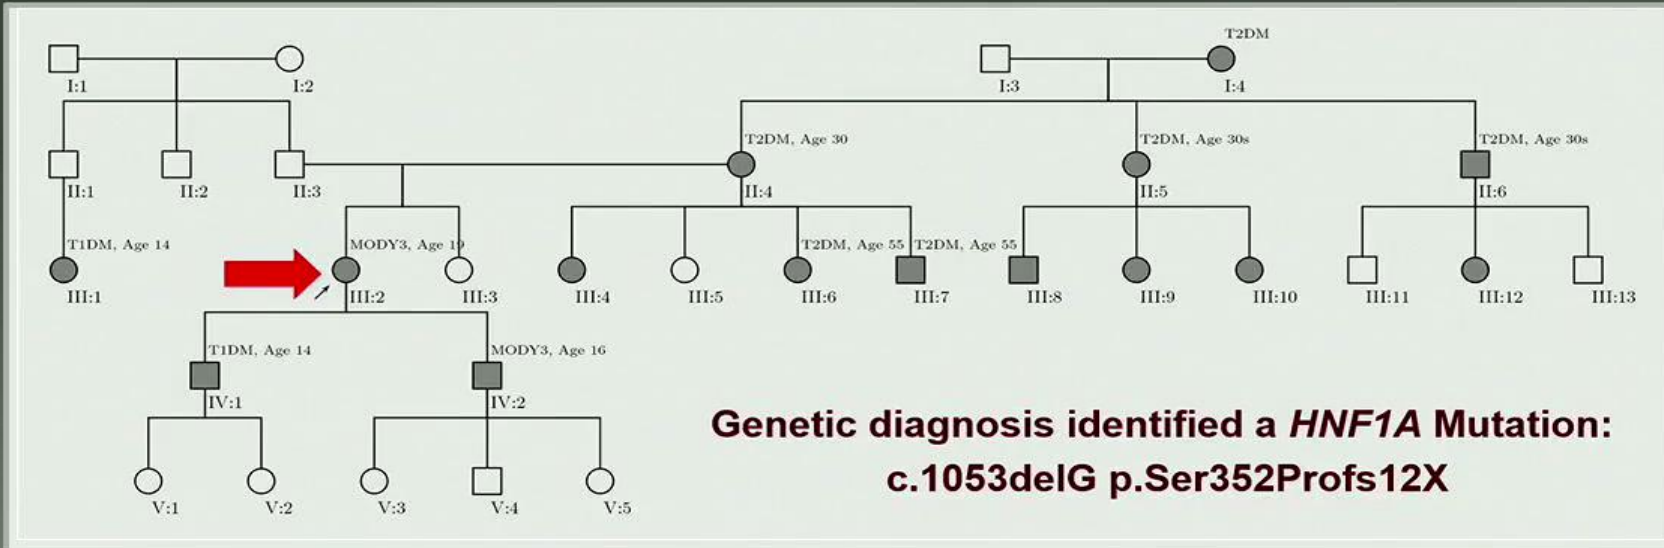 T2DM
I:1
I:2
I:3
I:4
T2DM, Age 30
T2DM, Age 30s
T2DM, Age 30s
II:1
II:2
II:3
II:4
II:5
II:6
T1DM, Age 14
MODY3, Age 19
T2DM, Age 55
T2DM, Age 55
III:1
III:2
III:3
III:4
III:5
III:6
III:7
III:8
III:9
III:10
III:11
III:12
III:13
T1DM, Age 14
MODY3, Age 16
IV:1
IV:2
Genetic diagnosis identified a HNF1A Mutation:
c.1053delG p.Ser352Profs12X
V:1
V:2
V:3
V:4
V:5